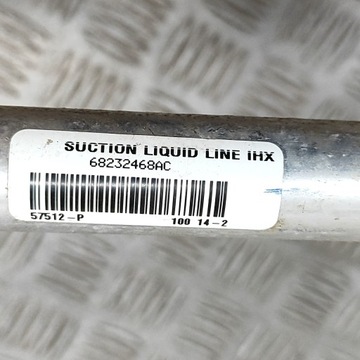 SUCTION LIQUID LINE IHX
68232468AC
57512-P 100 14-2